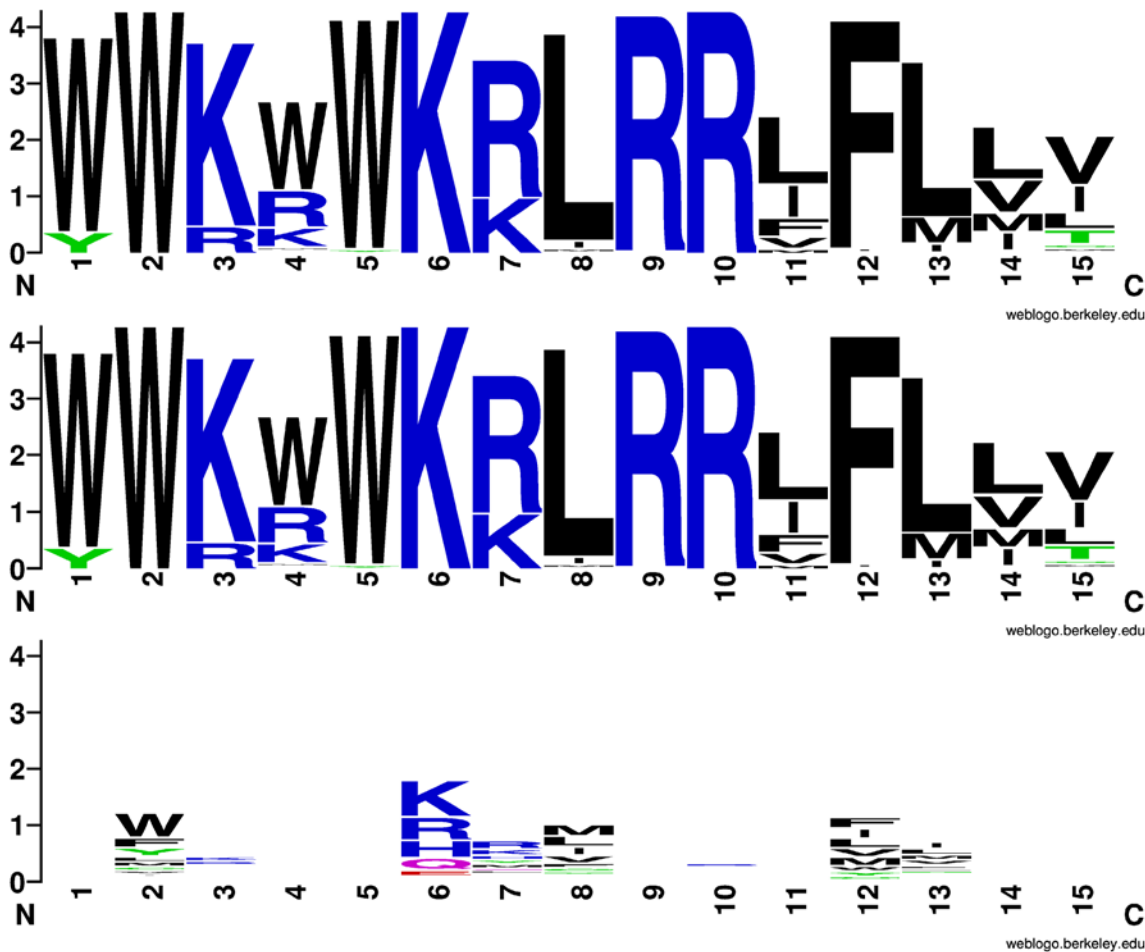 4
3
2
1
0
W W K W W K R L R R L F L L V
Y R R K I M V I
K F M L
V I T
N 1 2 3 4 5 6 7 8 9 10 11 12 13 14 15 C
weblogo.berkeley.edu
4
3
2
1
0
W W K W W K R L R R L F L L V
Y R R K I M V I
K F M L
V I T
N 1 2 3 4 5 6 7 8 9 10 11 12 13 14 15 C
weblogo.berkeley.edu
4
3
2
1
0
W K R M F
F R K L I
Y H
Q
N 1 2 3 4 5 6 7 8 9 10 11 12 13 14 15 C
weblogo.berkeley.edu